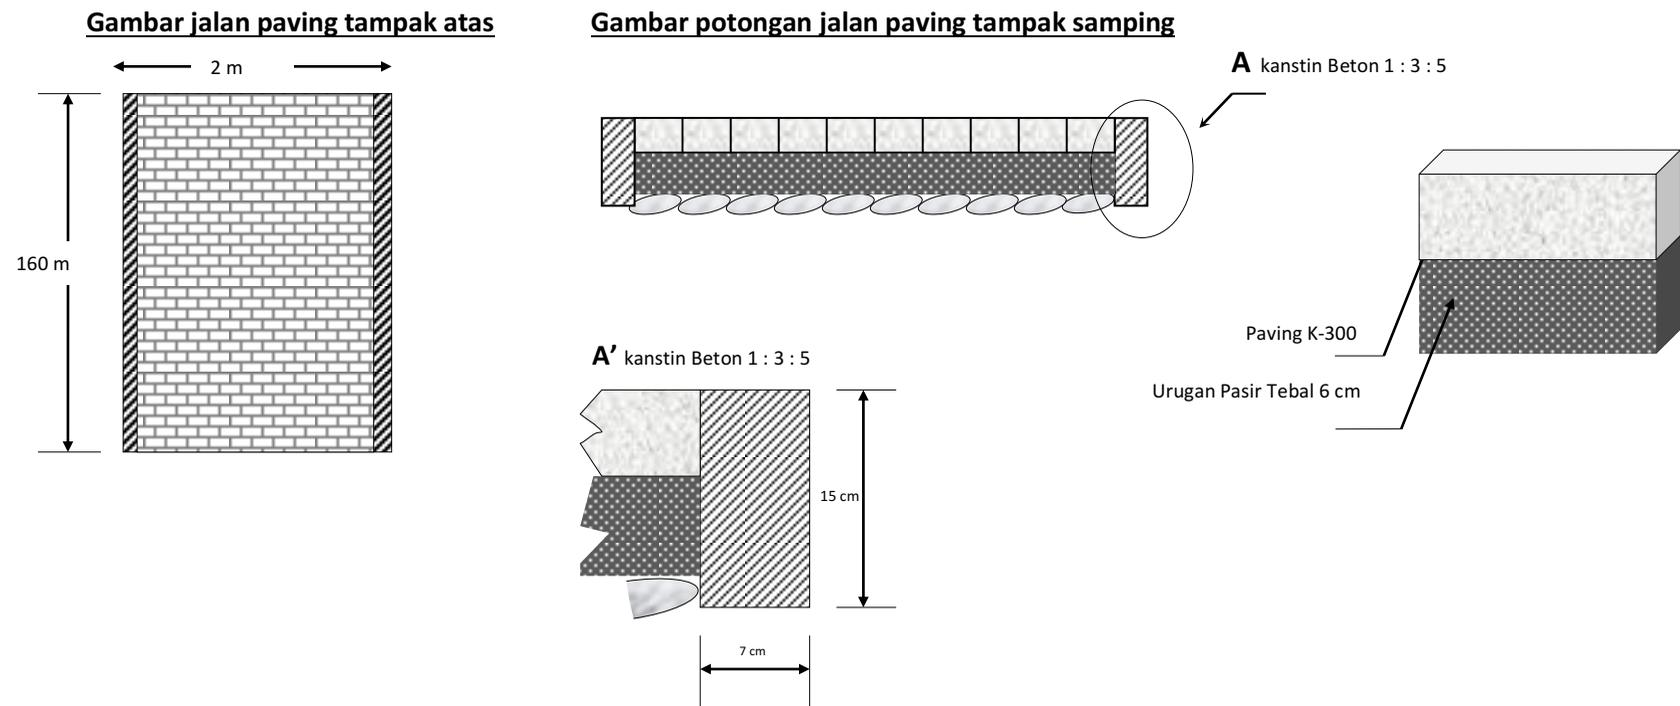 Gambar jalan paving tampak atas
Gambar potongan jalan paving tampak samping
2 m
A kanstin Beton 1 : 3 : 5
160 m
Paving K-300
A’ kanstin Beton 1 : 3 : 5
Urugan Pasir Tebal 6 cm
15 cm
7 cm